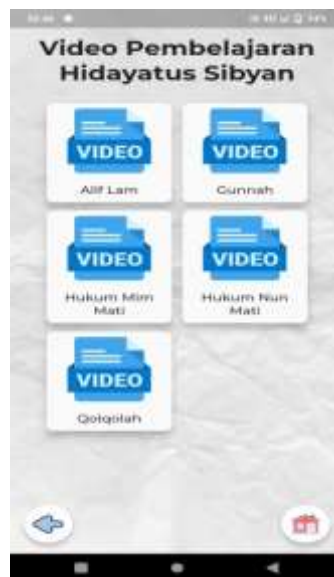 Video Pembelajaran
Hidayatus Sibyan
VIDEO
VIDEO
Alif Lam
Gunnah
VIDEO
VIDEO
Hukum Mim
Mati
Hukum Nun
Mati
VIDEO
Qolqolah